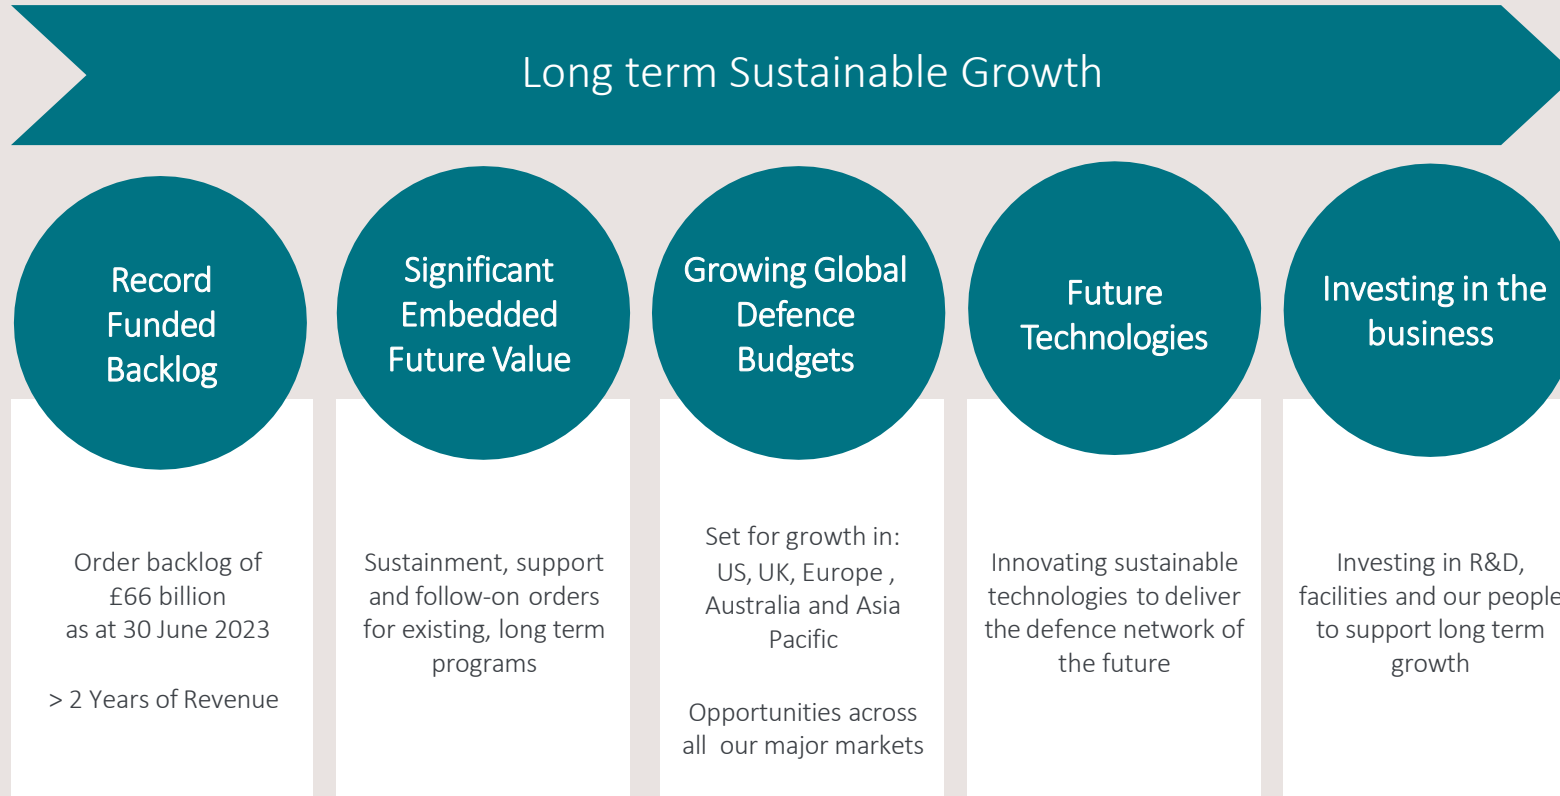 Long term Sustainable Growth
Record
Funded
Backlog
Order backlog of
£66 billion
as at 30 June 2023
> 2 Years of Revenue
Significant
Embedded
Future Value
Sustainment, support
and follow-on orders
for existing, long term
programs
Growing Global
Defence
Budgets
Set for growth in:
US, UK, Europe ,
Australia and Asia
Pacific
Opportunities across
all our major markets
Future
Technologies
Innovating sustainable
technologies to deliver
the defence network of
the future
Investing in the
business
Investing in R&D,
facilities and our people
to support long term
growth